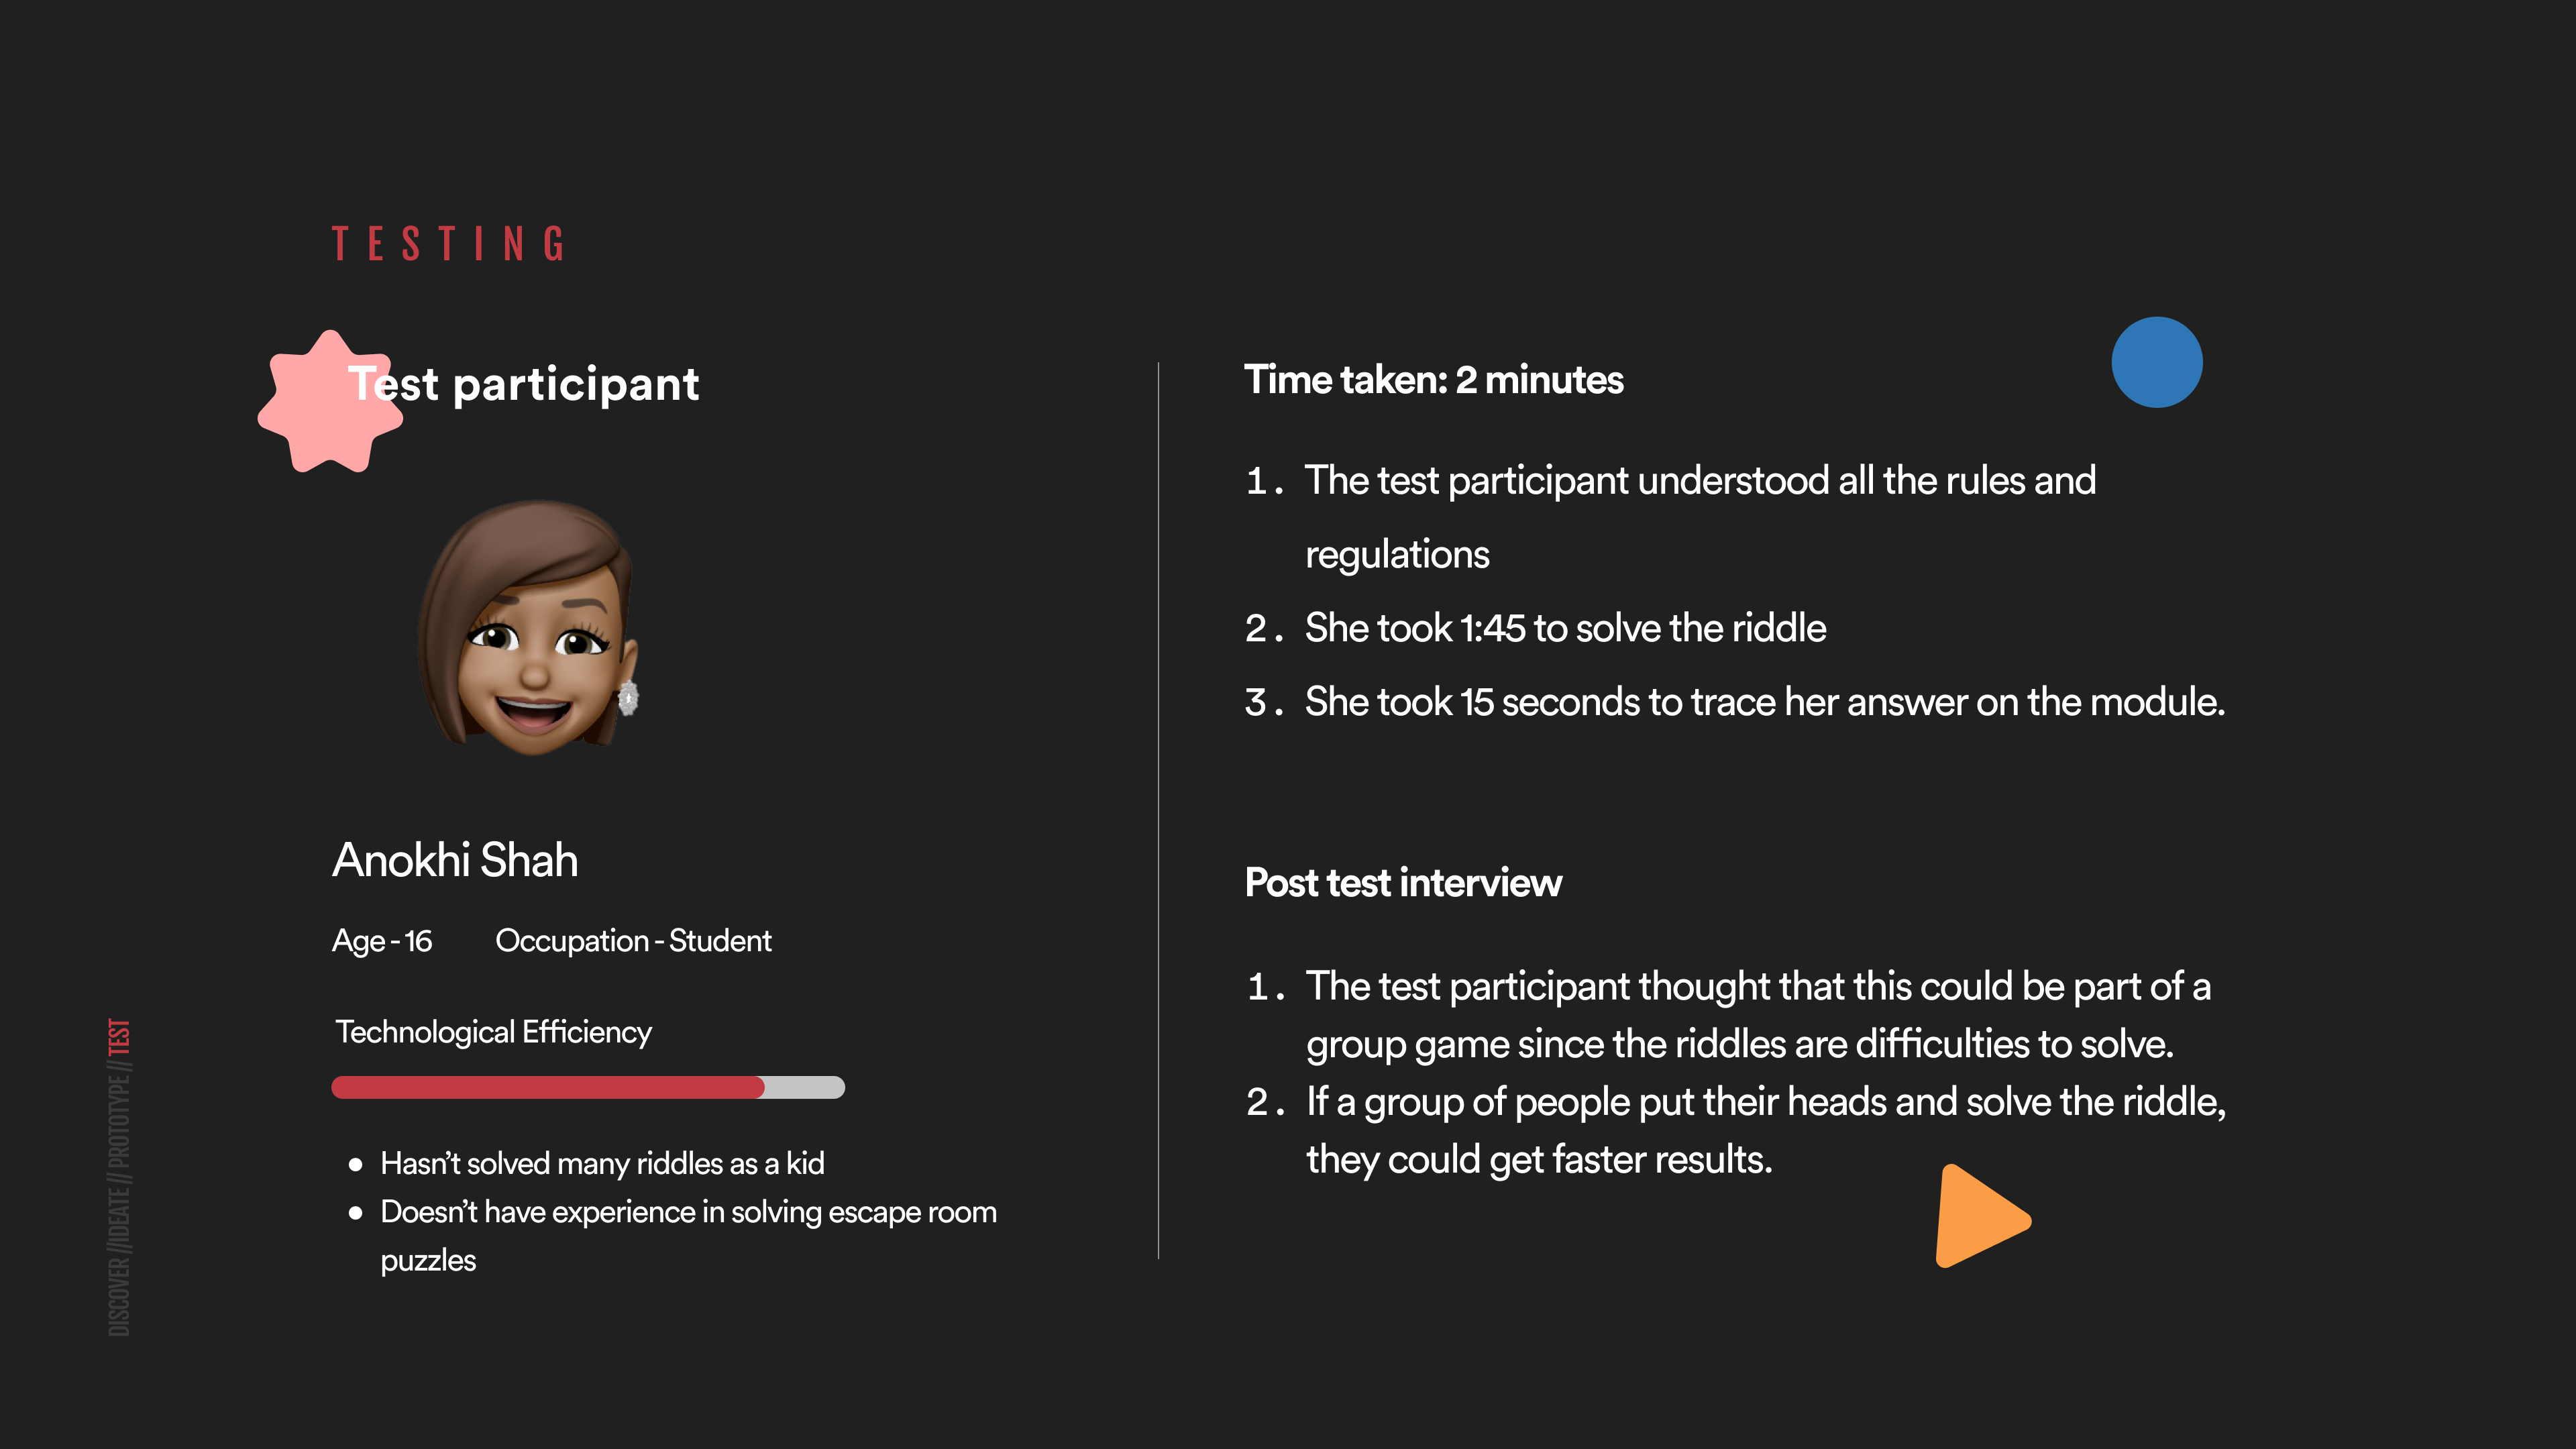 TESTING
Test participant
Anokhi Shah
Age - 16 Occupation - Student
Technological Efficiency
● Hasn't solved many riddles as a kid
● Doesn't have experience in solving escape room
puzzles
Time taken: 2 minutes
1. The test participant understood all the rules and
regulations
2. She took 1:45 to solve the riddle
3. She took 15 seconds to trace her answer on the module.
Post test interview
1. The test participant thought that this could be part of a
group game since the riddles are difficulties to solve.
2. If a group of people put their heads and solve the riddle,
they could get faster results.
DISCOVER //IDEATE // PROTOTYPE // TEST